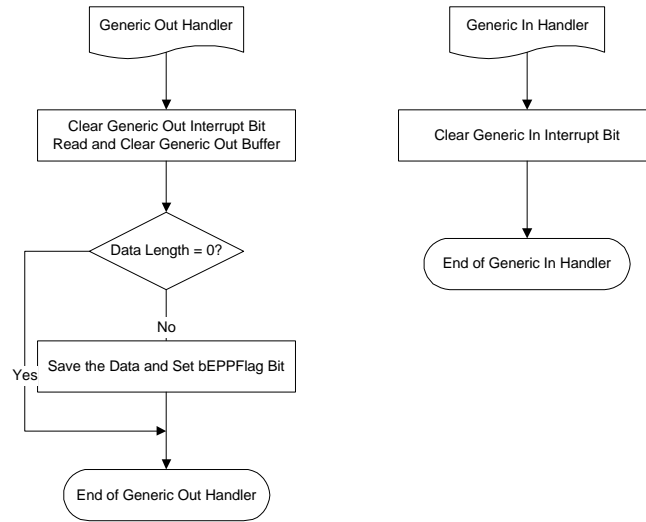 Generic Out Handler
Clear Generic Out Interrupt Bit
Read and Clear Generic Out Buffer
Data Length = 0?
No
Yes
Save the Data and Set bEPPFlag Bit
End of Generic Out Handler
Generic In Handler
Clear Generic In Interrupt Bit
End of Generic In Handler